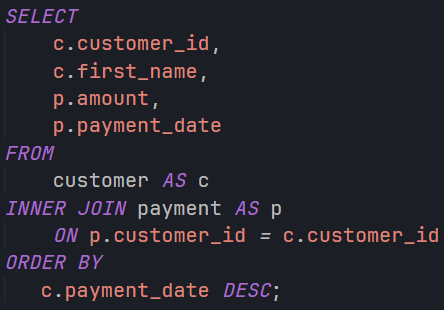 SELECT
    c.customer_id,
    c.first_name,
    p.amount,
    p.payment_date
FROM
    customer AS c
INNER JOIN payment AS p
    ON p.customer_id = c.customer_id
ORDER BY
   c.payment_date DESC;